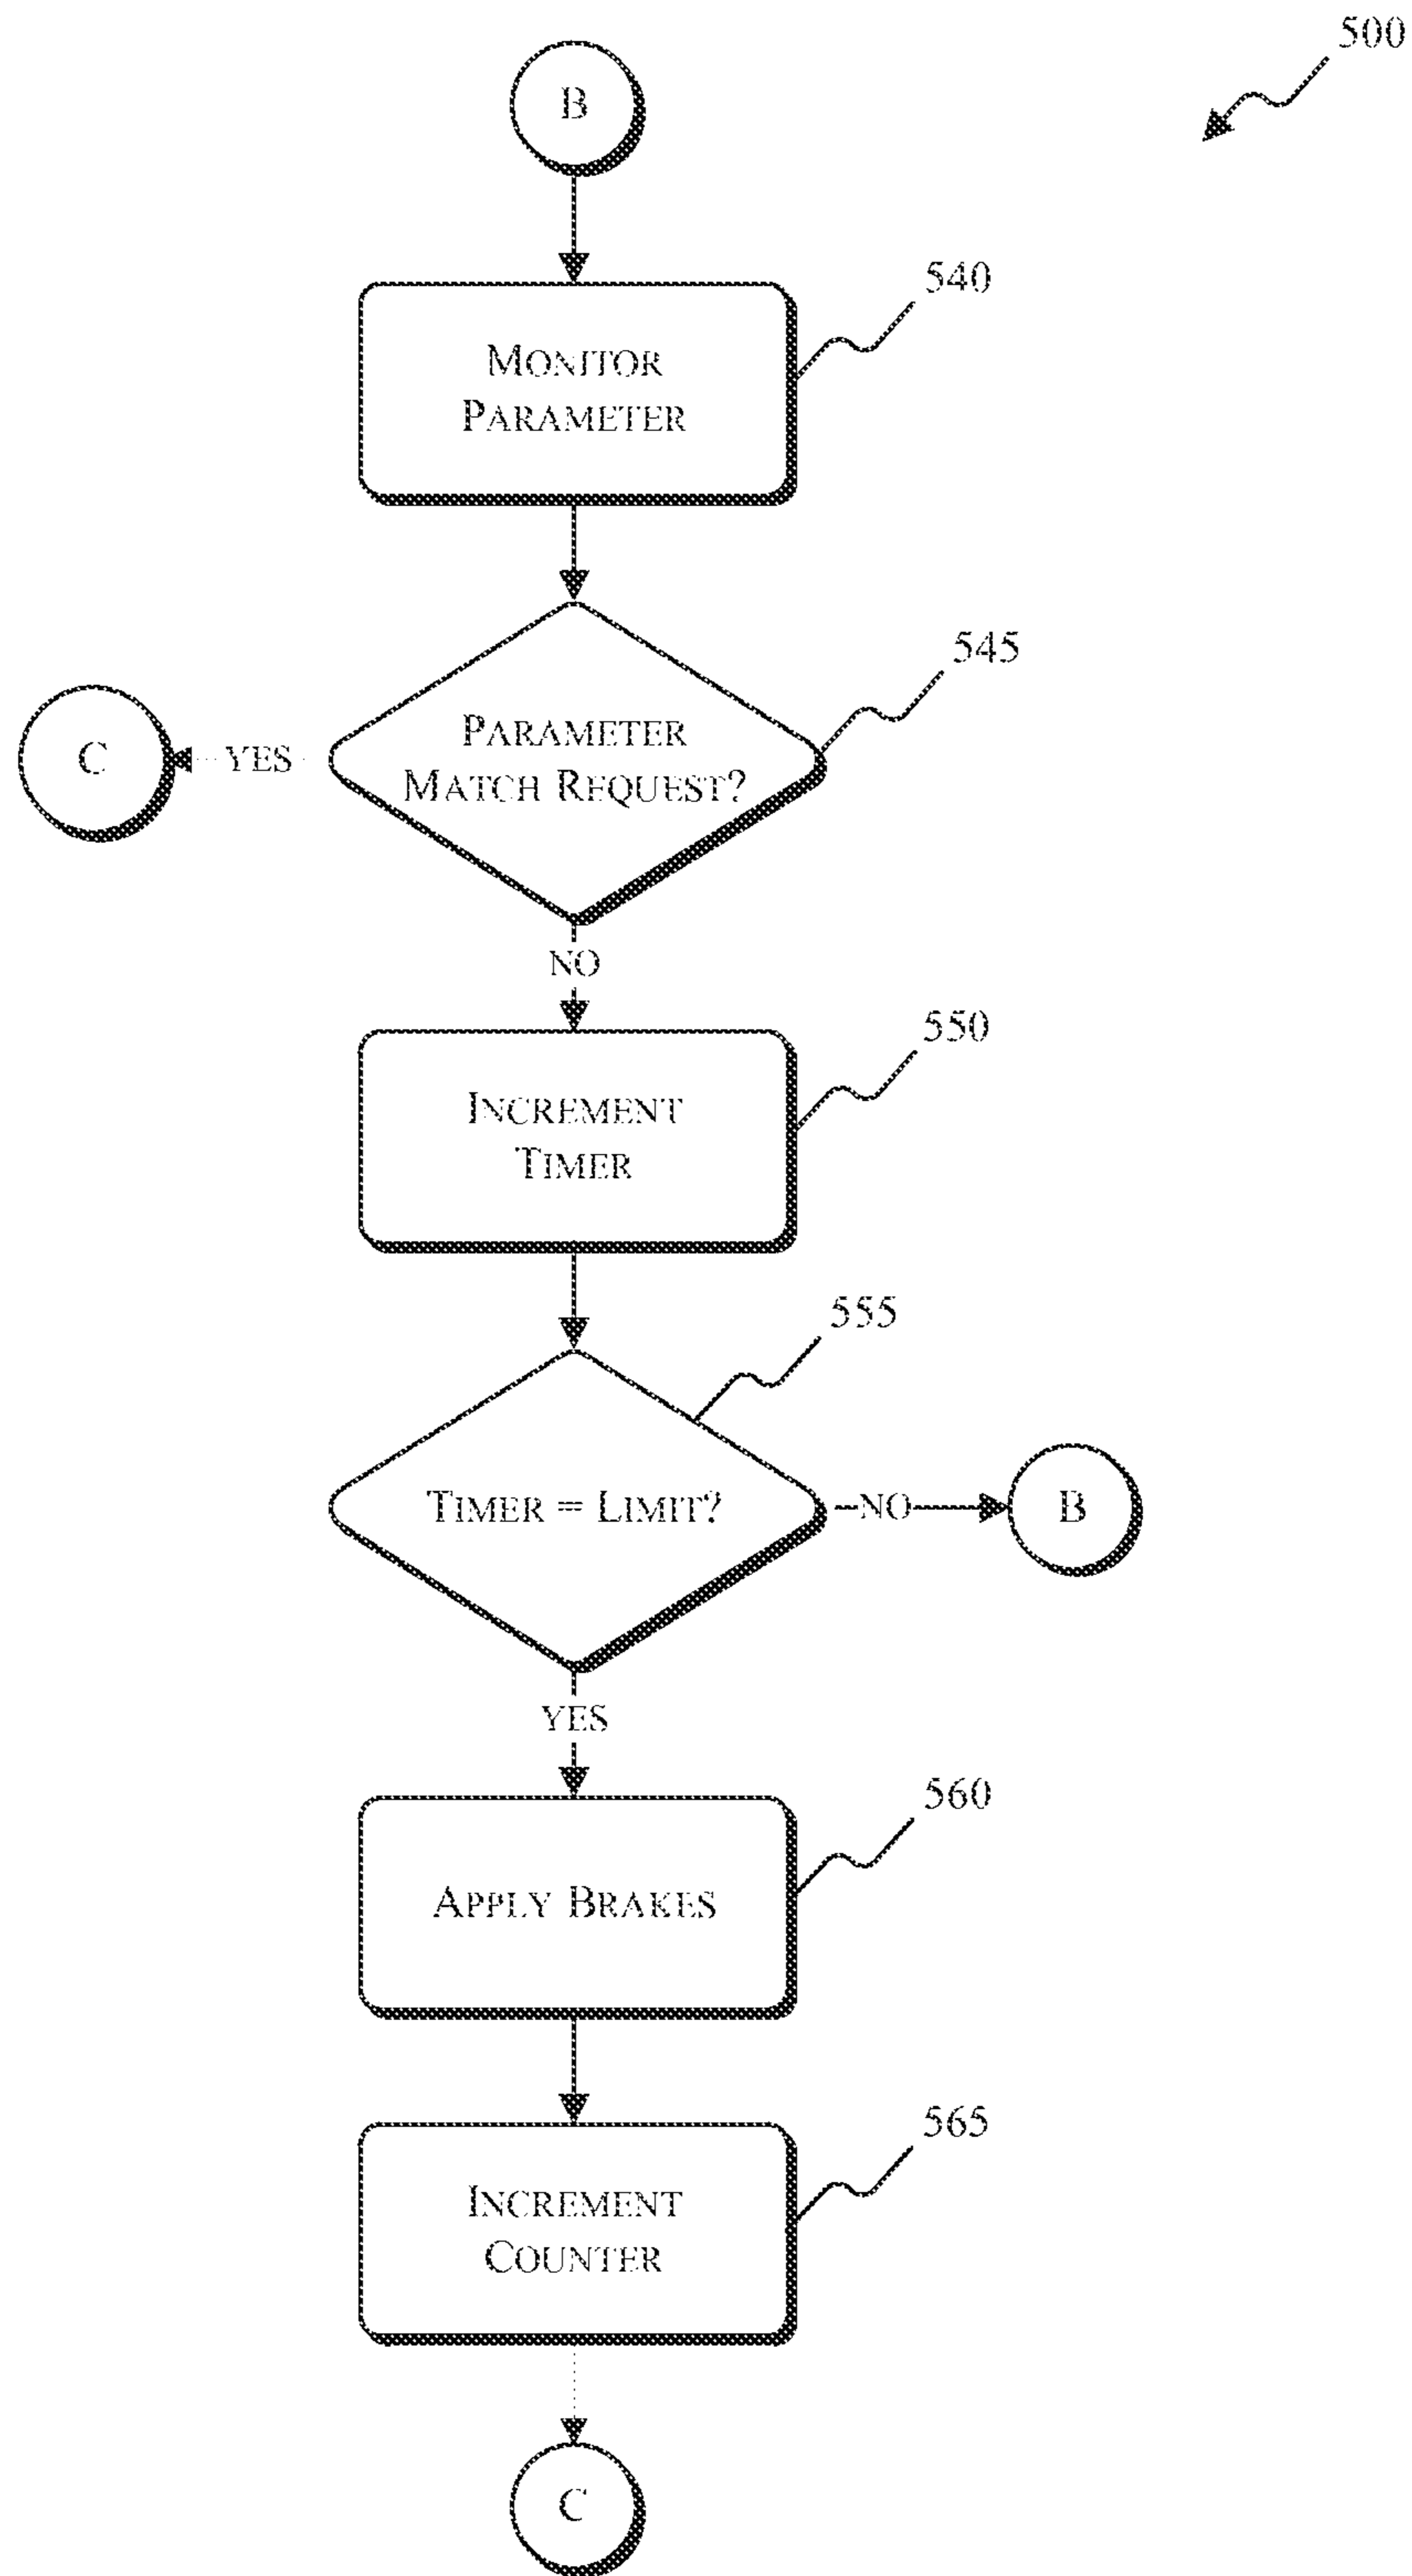 500
B
540
MONITOR
PARAMETER
545
PARAMETER
MATCH REQUEST?
C
YES
NO
550
INCREMENT
TIMER
555
TIMER = LIMIT?
NO
B
YES
560
APPLY BRAKES
565
INCREMENT
COUNTER
C